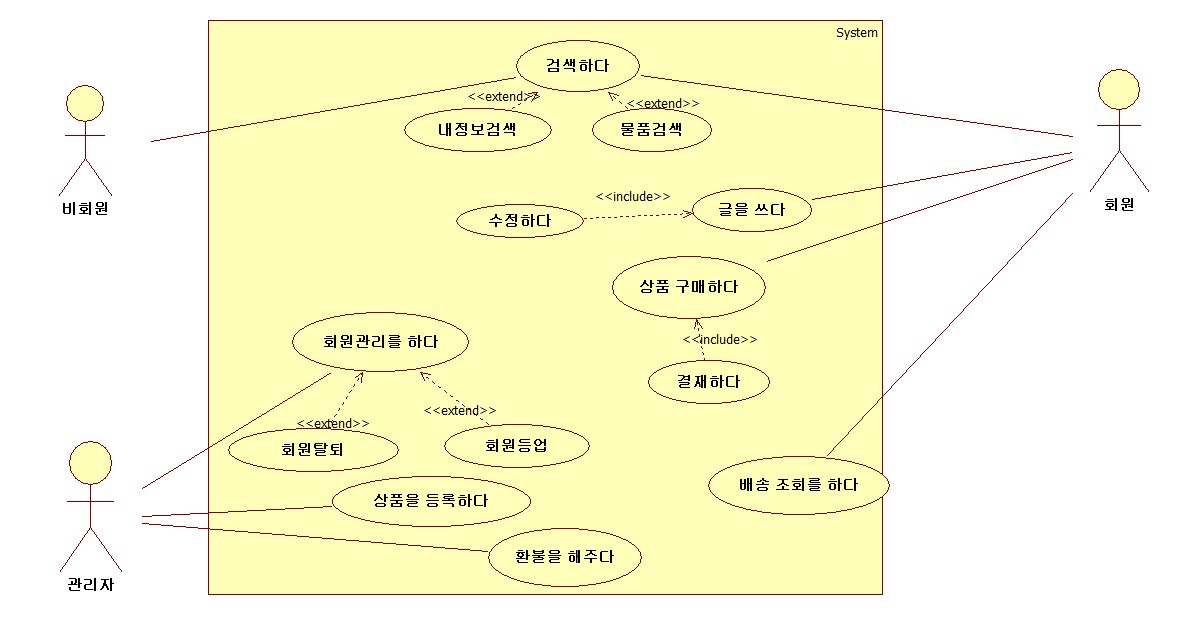 System
검색하다
<<extend>>
<<extend>>
내정보검색
물품검색
비회원
회원
<<include>>
수정하다
글을 쓰다
상품 구매하다
<<include>>
결재하다
회원관리를 하다
<<extend>>
<<extend>>
회원탈퇴
회원등업
배송 조회를 하다
상품을 등록하다
환불을 해주다
관리자